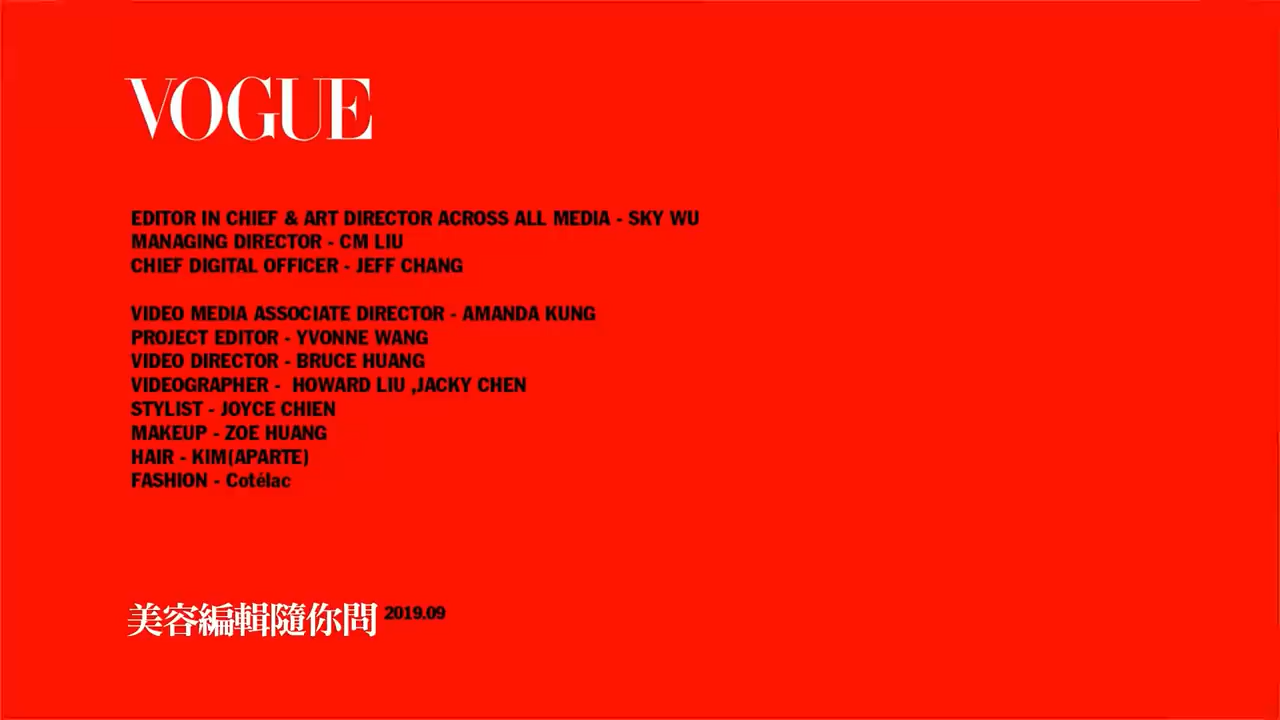 VOGUE
EDITOR IN CHIEF & ART DIRECTOR ACROSS ALL MEDIA - SKY WU
MANAGING DIRECTOR - CM LIU
CHIEF DIGITAL OFFICER - JEFF CHANG
VIDEO MEDIA ASSOCIATE DIRECTOR - AMANDA KUNG
PROJECT EDITOR - YVONNE WANG
VIDEO DIRECTOR - BRUCE HUANG
VIDEOGRAPHER -  HOWARD LIU ,JACKY CHEN
STYLIST - JOYCE CHIEN
MAKEUP - ZOE HUANG
HAIR - KIM(APARTE)
FASHION - Cotélac
美容編輯隨你問 2019.09